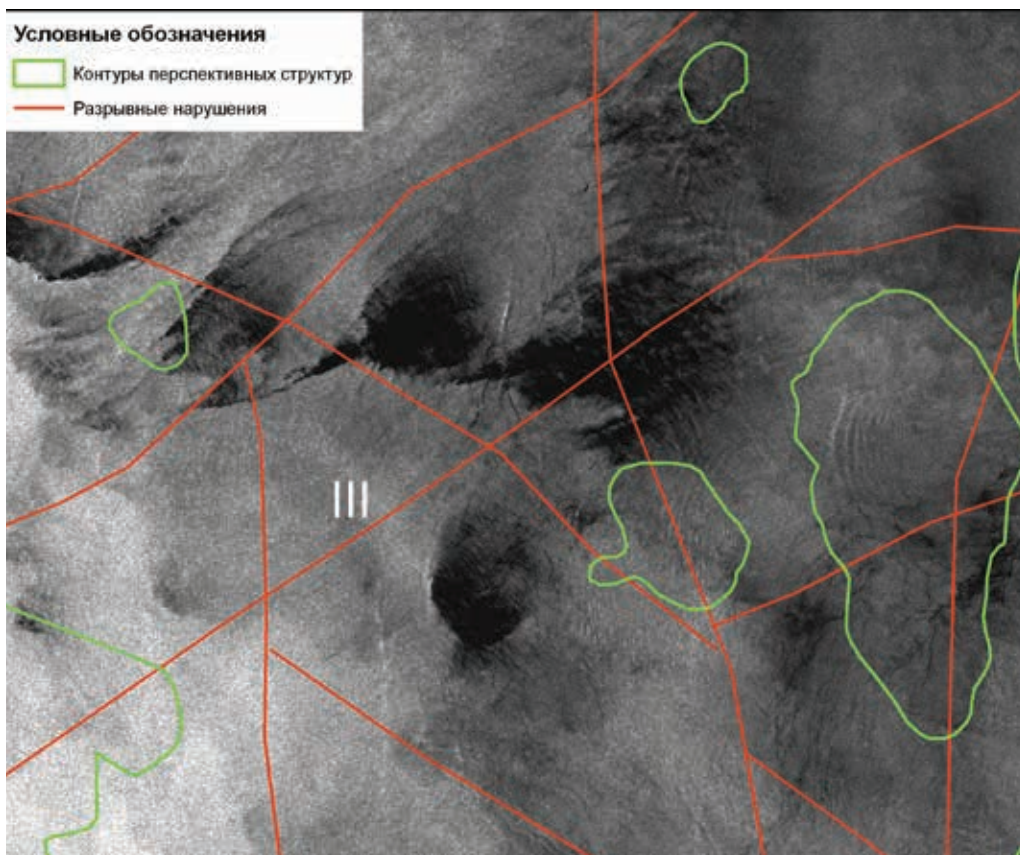 Условные обозначения
Контуры перспективных структур
Разрывные нарушения
III